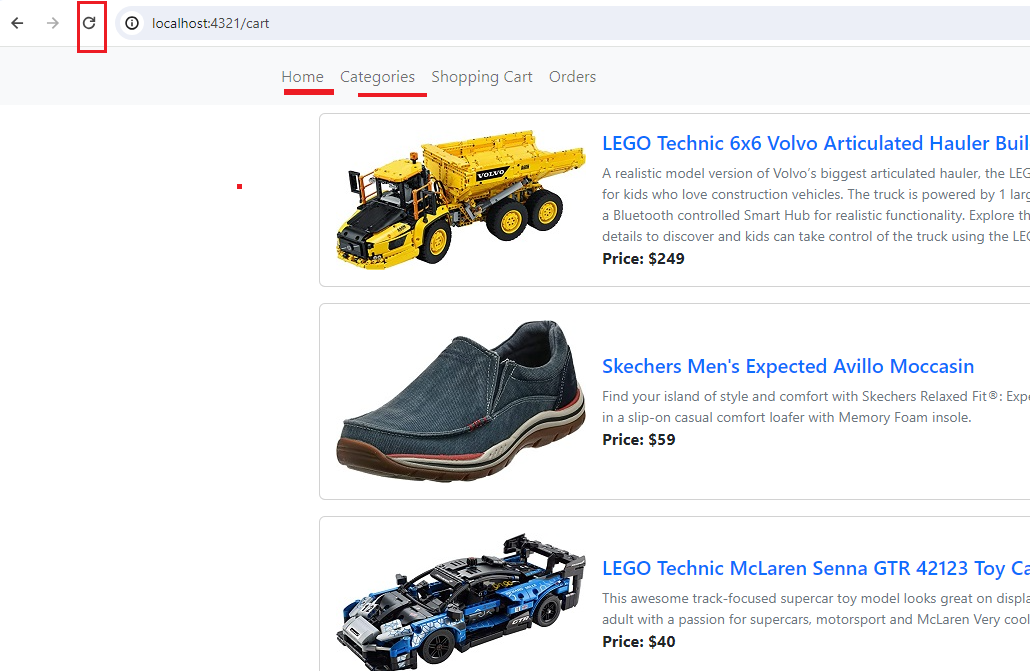 localhost:4321/cart
Home Categories Shopping Cart Orders
LEGO Technic 6x6 Volvo Articulated Hauler Buil
A realistic model version of Volvo's biggest articulated hauler, the LEG
for kids who love construction vehicles. The truck is powered by 1 larg
a Bluetooth controlled Smart Hub for realistic functionality. Explore th
details to discover and kids can take control of the truck using the LEG
Price: $249
VOLVO
Skechers Men's Expected Avillo Moccasin
Find your island of style and comfort with Skechers Relaxed Fit®: Expe
in a slip-on casual comfort loafer with Memory Foam insole.
Price: $59
LEGO Technic McLaren Senna GTR 42123 Toy Ca
This awesome track-focused supercar toy model looks great on displa
adult with a passion for supercars, motorsport and McLaren Very cool
Price: $40
GTR